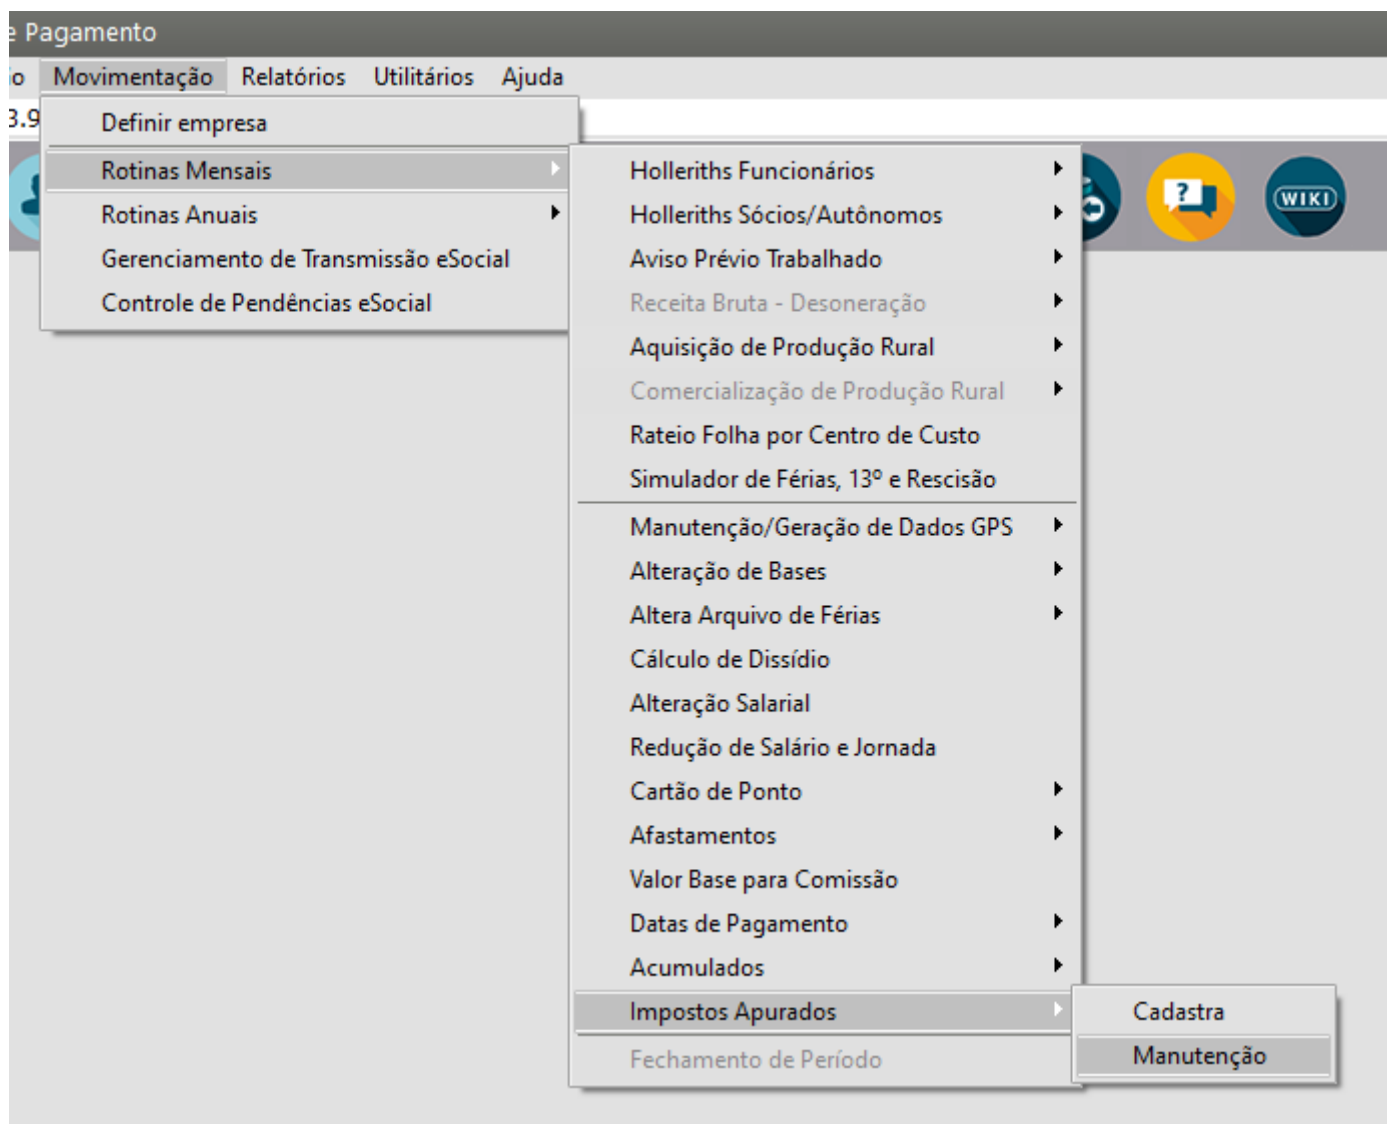 e Pagamento
io Movimentação Relatórios Utilitários Ajuda
3.9
Definir empresa
Rotinas Mensais
Rotinas Anuais
Gerenciamento de Transmissão eSocial
Controle de Pendências eSocial
Holleriths Funcionários
Holleriths Sócios/Autônomos
Aviso Prévio Trabalhado
Receita Bruta - Desoneração
Aquisição de Produção Rural
Comercialização de Produção Rural
Rateio Folha por Centro de Custo
Simulador de Férias, 13º e Rescisão
Manutenção/Geração de Dados GPS
Alteração de Bases
Altera Arquivo de Férias
Cálculo de Dissídio
Alteração Salarial
Redução de Salário e Jornada
Cartão de Ponto
Afastamentos
Valor Base para Comissão
Datas de Pagamento
Acumulados
Impostos Apurados
Fechamento de Período
Cadastra
Manutenção
?
WIKI